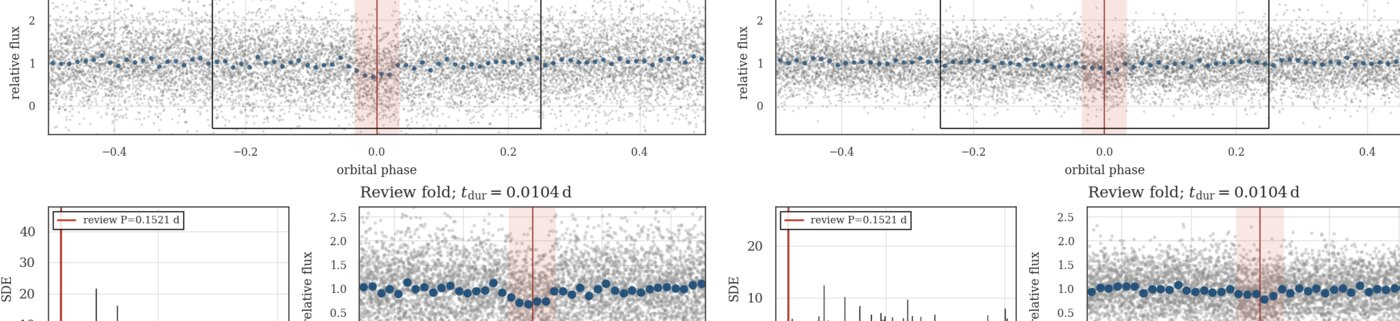 relative flux
2
1
0
−0.4
−0.2
0.0
0.2
0.4
orbital phase
relative flux
2
1
0
−0.4
−0.2
0.0
0.2
0.4
orbital phase
SDE
40
30
20
review P=0.1521 d
Review fold; tdur = 0.0104 d
relative flux
2.5
2.0
1.5
1.0
0.5
SDE
20
10
review P=0.1521 d
Review fold; tdur = 0.0104 d
relative flux
2.5
2.0
1.5
1.0
0.5